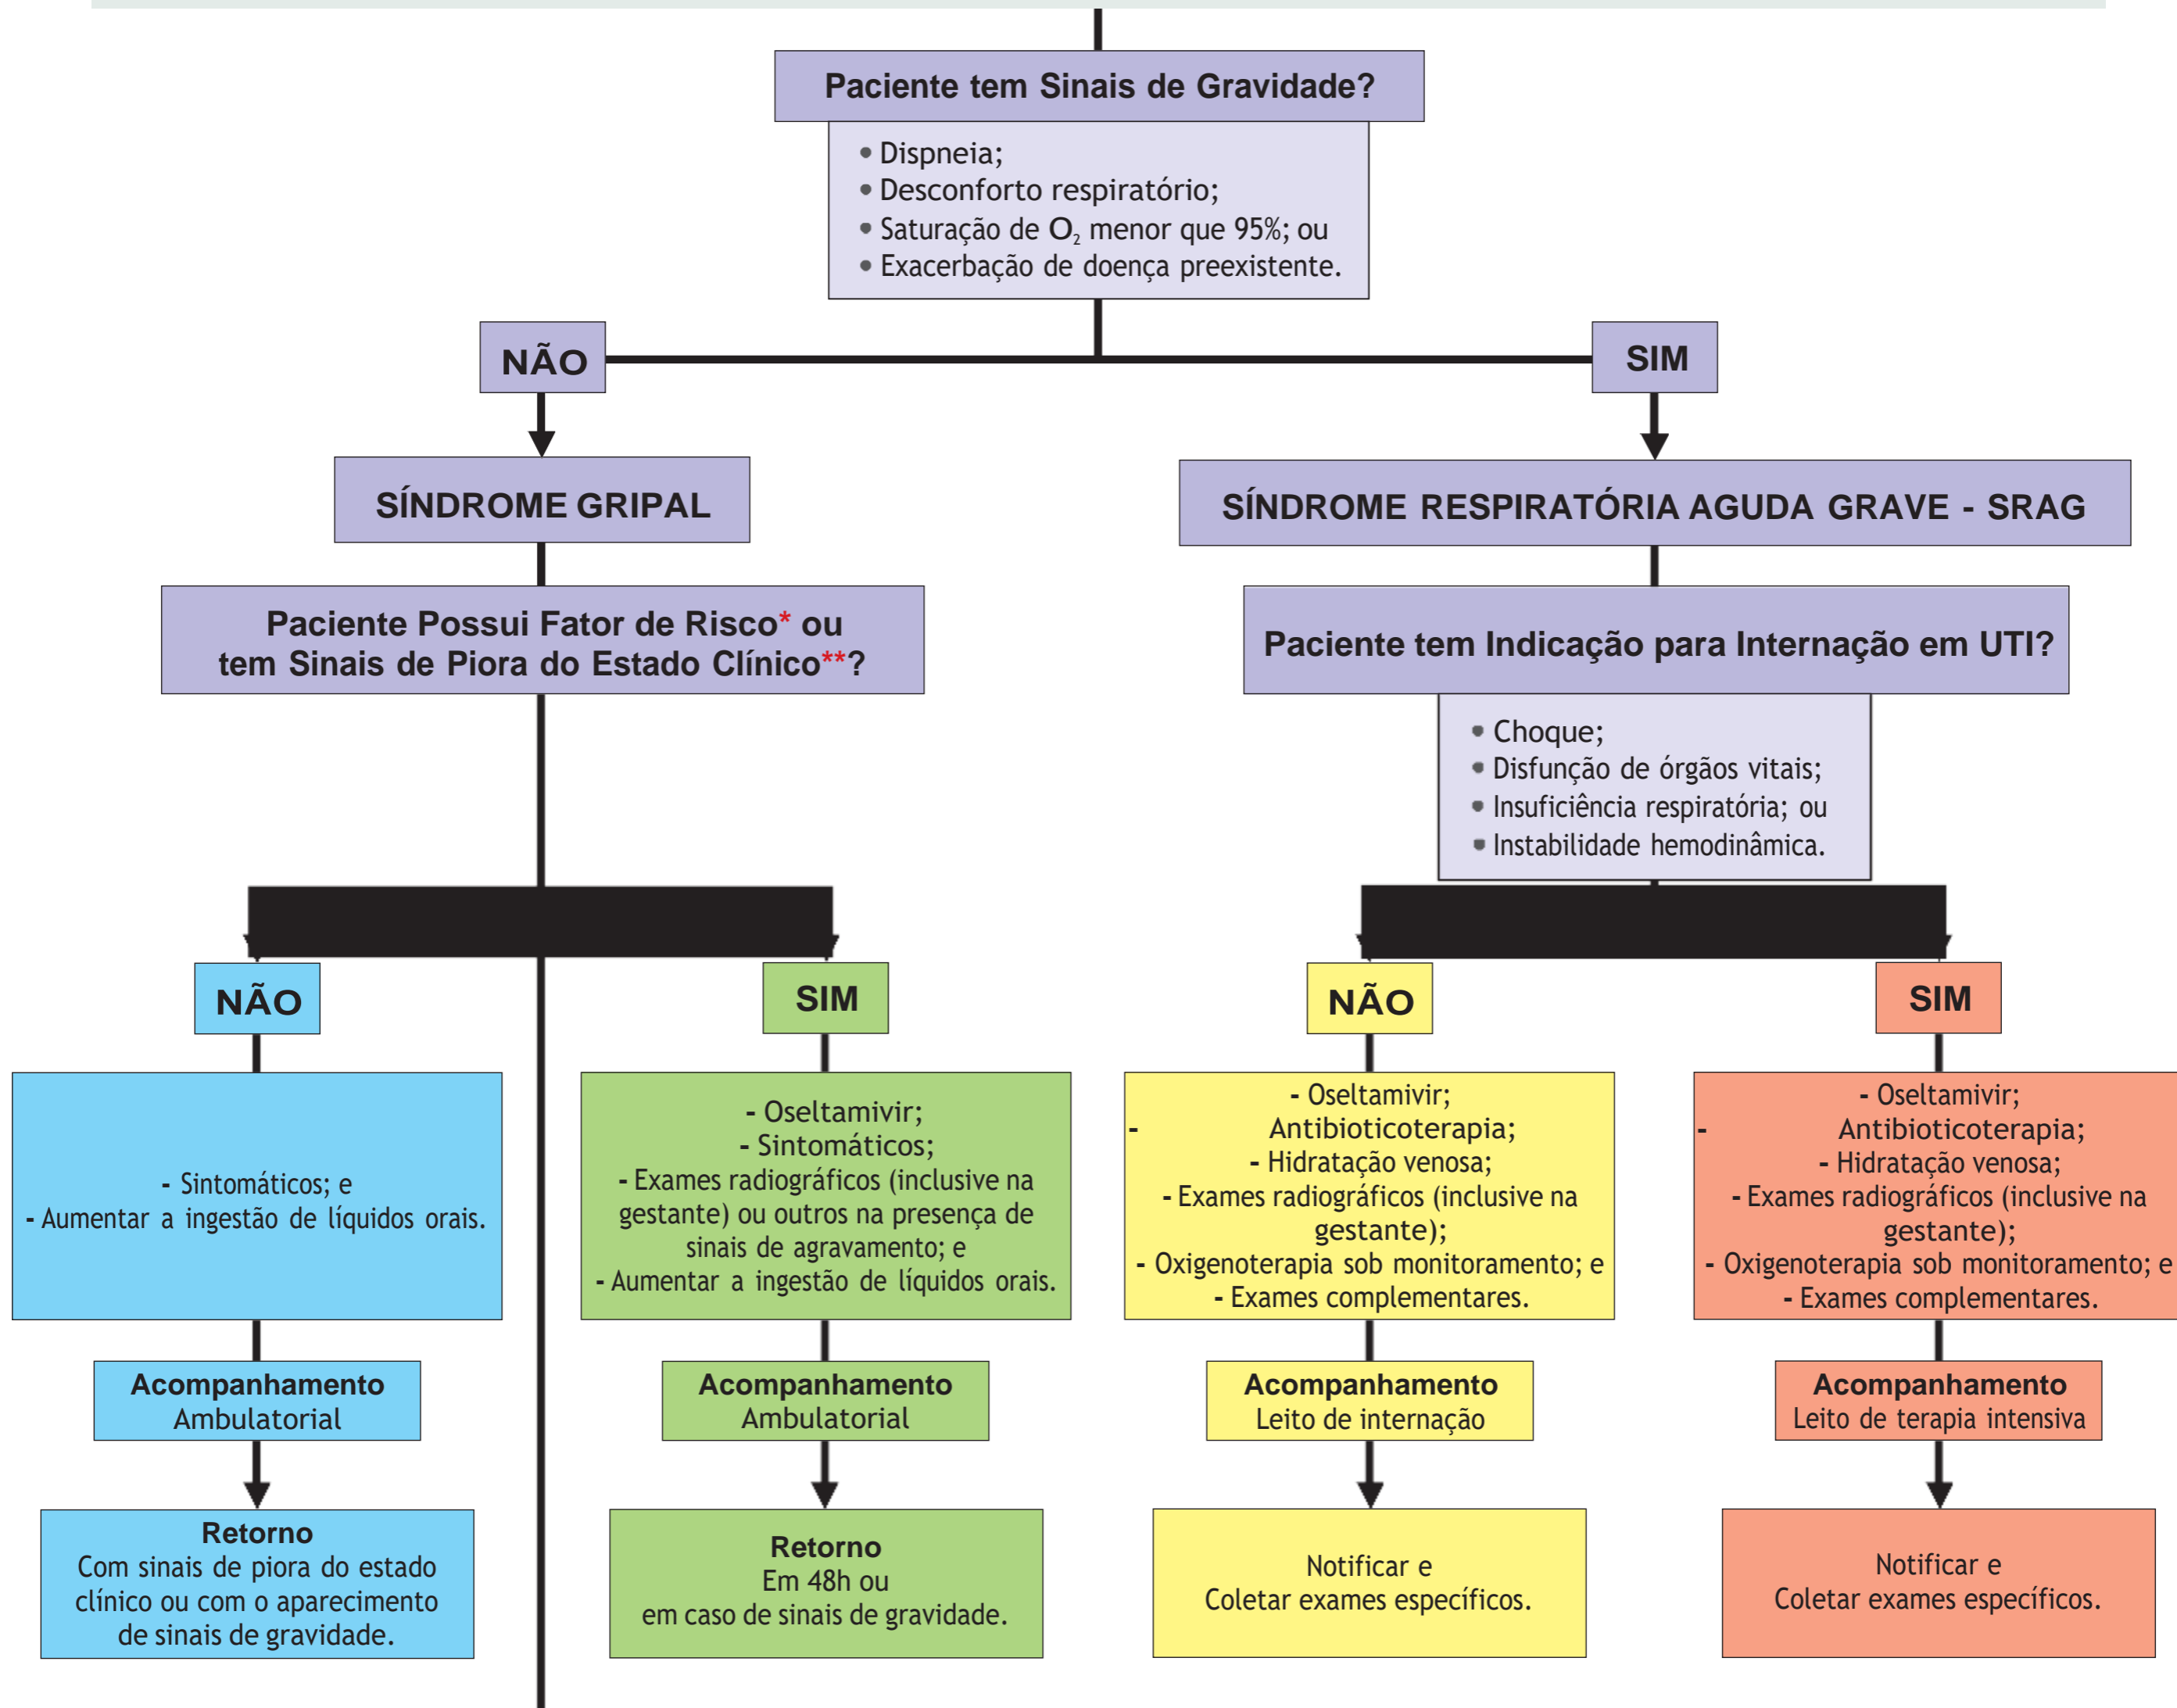 Paciente tem Sinais de Gravidade?
• Dispneia;
• Desconforto respiratório;
• Saturação de O₂ menor que 95%; ou
• Exacerbação de doença preexistente.
NÃO
SIM
SÍNDROME GRIPAL
SÍNDROME RESPIRATÓRIA AGUDA GRAVE - SRAG
Paciente Possui Fator de Risco* ou
tem Sinais de Piora do Estado Clínico**?
Paciente tem Indicação para Internação em UTI?
• Choque;
• Disfunção de órgãos vitais;
• Insuficiência respiratória; ou
• Instabilidade hemodinâmica.
NÃO
- Sintomáticos; e
- Aumentar a ingestão de líquidos orais.
Acompanhamento
Ambulatorial
Retorno
Com sinais de piora do estado
clínico ou com o aparecimento
de sinais de gravidade.
SIM
- Oseltamivir;
- Sintomáticos;
- Exames radiográficos (inclusive na
gestante) ou outros na presença de
sinais de agravamento; e
- Aumentar a ingestão de líquidos orais.
Acompanhamento
Ambulatorial
Retorno
Em 48h ou
em caso de sinais de gravidade.
NÃO
- Oseltamivir;
- Antibioticoterapia;
- Hidratação venosa;
- Exames radiográficos (inclusive na
gestante);
- Oxigenoterapia sob monitoramento; e
- Exames complementares.
Acompanhamento
Leito de internação
Notificar e
Coletar exames específicos.
SIM
- Oseltamivir;
- Antibioticoterapia;
- Hidratação venosa;
- Exames radiográficos (inclusive na
gestante);
- Oxigenoterapia sob monitoramento; e
- Exames complementares.
Acompanhamento
Leito de terapia intensiva
Notificar e
Coletar exames específicos.